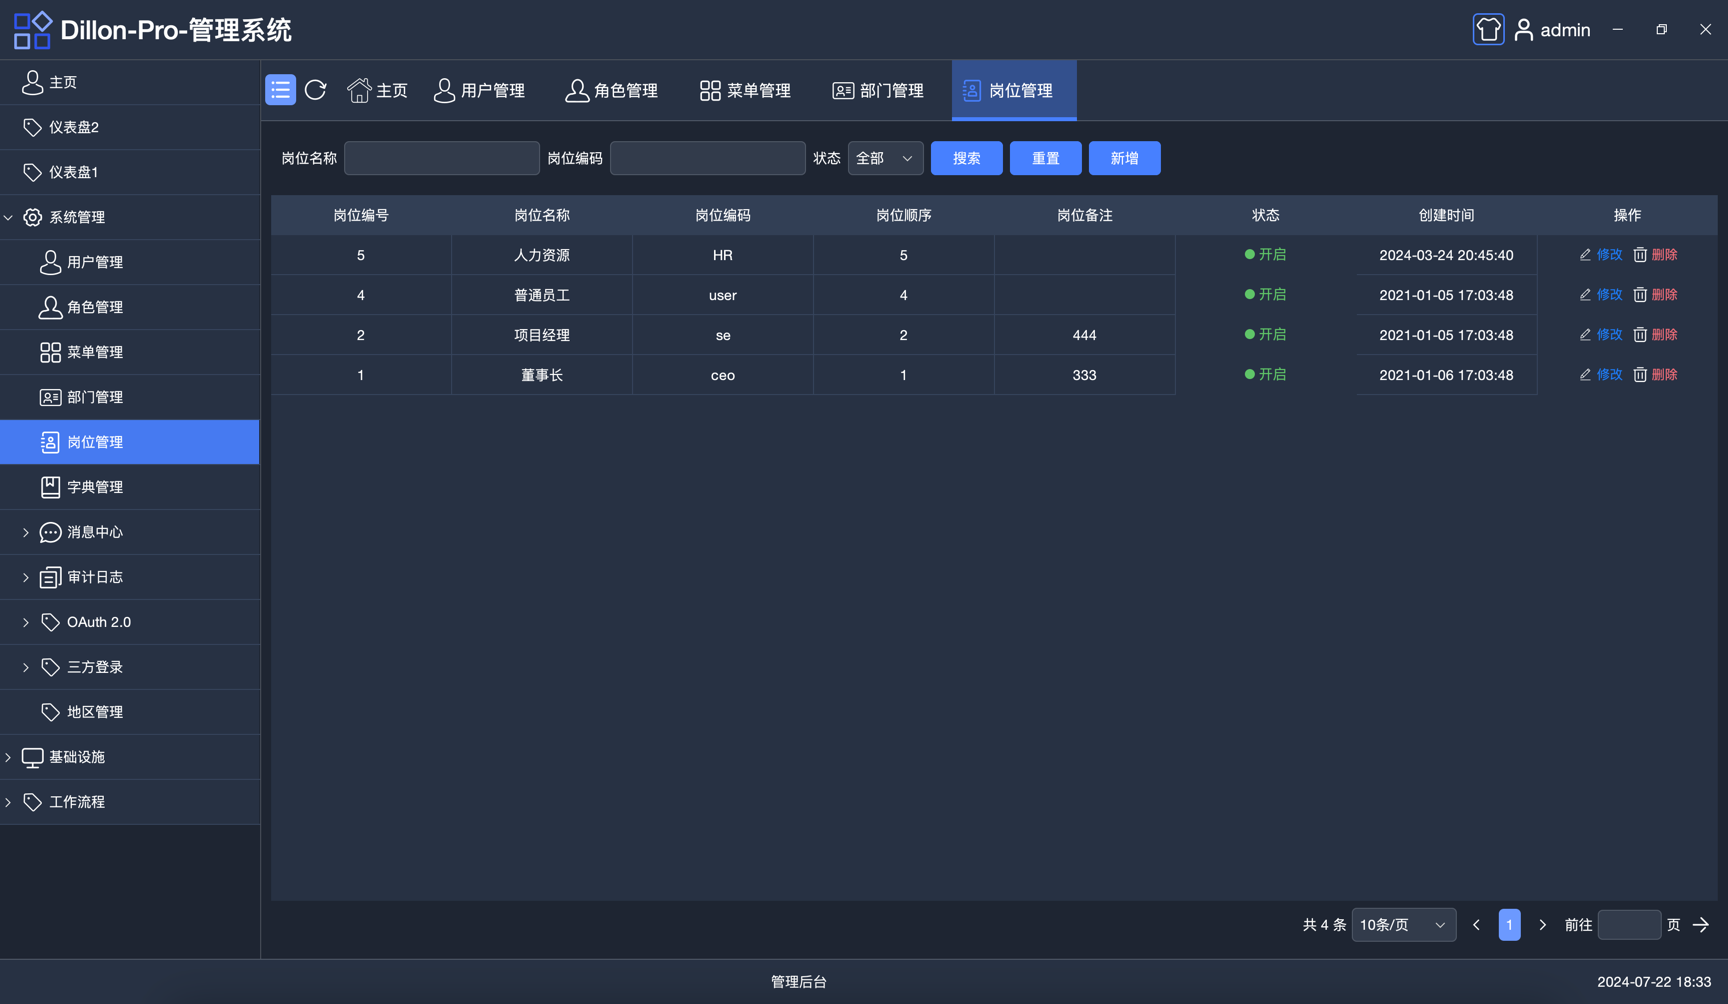 Dillon-Pro-管理系统
admin
主页
仪表盘2
仪表盘1
系统管理
用户管理
角色管理
菜单管理
部门管理
岗位管理
字典管理
消息中心
审计日志
OAuth 2.0
三方登录
地区管理
基础设施
工作流程
主页 用户管理 角色管理 菜单管理 部门管理 岗位管理
岗位名称 岗位编码 状态 全部 搜索 重置 新增
岗位编号 岗位名称 岗位编码 岗位顺序 岗位备注 状态 创建时间 操作
5 人力资源 HR 5 开启 2024-03-24 20:45:40 修改 删除
4 普通员工 user 4 开启 2021-01-05 17:03:48 修改 删除
2 项目经理 se 2 444 开启 2021-01-05 17:03:48 修改 删除
1 董事长 ceo 1 333 开启 2021-01-06 17:03:48 修改 删除
共 4 条 10条/页 1 前往 页
管理后台
2024-07-22 18:33